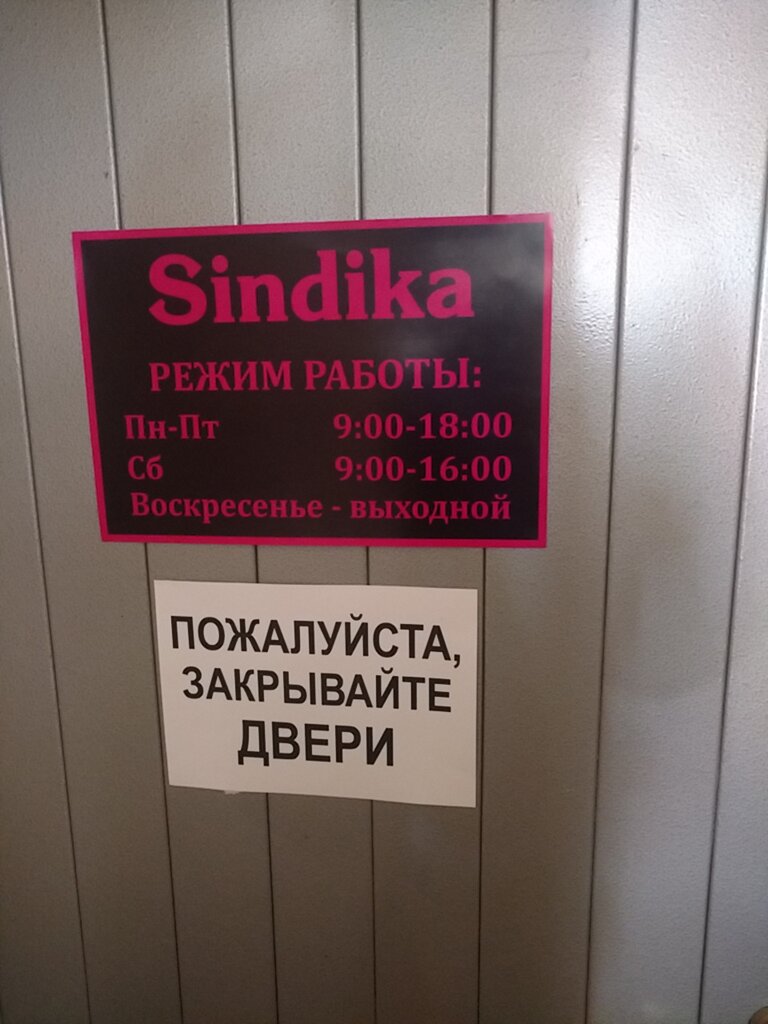 Sindika
РЕЖИМ РАБОТЫ:
Пн-Пт 9:00-18:00
Сб 9:00-16:00
Воскресенье - выходной
ПОЖАЛУЙСТА,
ЗАКРЫВАЙТЕ
ДВЕРИ